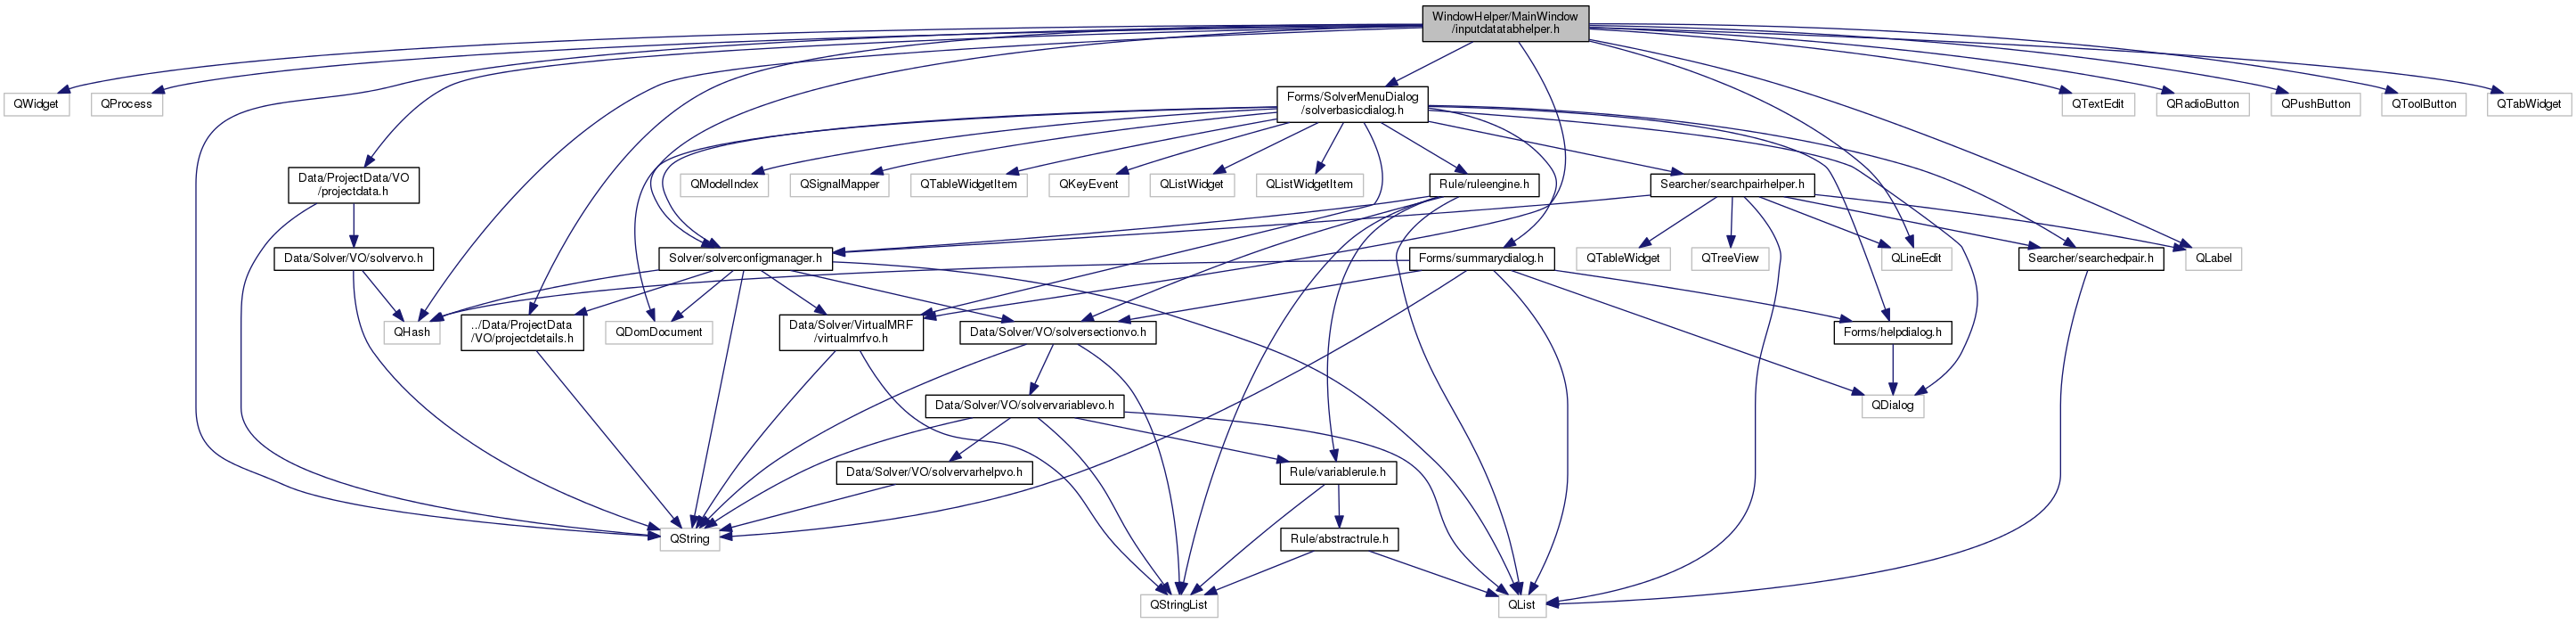 WindowHelper/MainWindow
/inputdatatabhelper.h
QWidget
QProcess
Forms/SolverMenuDialog
/solverbasicdialog.h
QTextEdit
QRadioButton
QPushButton
QToolButton
QTabWidget
Data/ProjectData/VO
/projectdata.h
QModelIndex
QSignalMapper
QTableWidgetItem
QKeyEvent
QListWidget
QListWidgetItem
Rule/ruleengine.h
Searcher/searchpairhelper.h
Data/Solver/VO/solvervo.h
Solver/solverconfigmanager.h
Forms/summarydialog.h
QTableWidget
QTreeView
QLineEdit
Searcher/searchedpair.h
QLabel
QHash
../Data/ProjectData
/VO/projectdetails.h
QDomDocument
Data/Solver/VirtualMRF
/virtualmrfvo.h
Data/Solver/VO/solversectionvo.h
Forms/helpdialog.h
Data/Solver/VO/solvervariablevo.h
QDialog
Data/Solver/VO/solvervarhelpvo.h
Rule/variablerule.h
QString
Rule/abstractrule.h
QStringList
QList